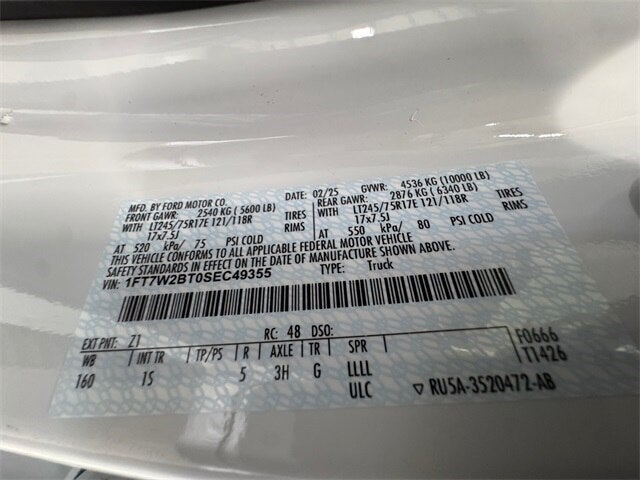 MFD. BY FORD MOTOR CO.
DATE: 02/25
GVWR: 4536 KG (10000 LB)
FRONT GAWR: 2540 KG (5600 LB)
REAR GAWR: 2876 KG (6340 LB)
WITH LT245/75R17E 121/118R TIRES
WITH LT245/75R17E 121/118R TIRES
17x7.5J RIMS
17x7.5J RIMS
AT 520 kPa/ 75 PSI COLD
AT 550 kPa/ 80 PSI COLD
THIS VEHICLE CONFORMS TO ALL APPLICABLE FEDERAL MOTOR VEHICLE
SAFETY STANDARDS IN EFFECT ON THE DATE OF MANUFACTURE SHOWN ABOVE.
VIN: 1FT7W2BT0SEC49355
TYPE: Truck
EXT PNT: Z1 RC: 48 DSO:
WB INT TR TP/PS R AXLE TR SPR
160 1S 5 3H G LLLL
ULC
F0666
T1426
▽ RU5A-3520472-AB